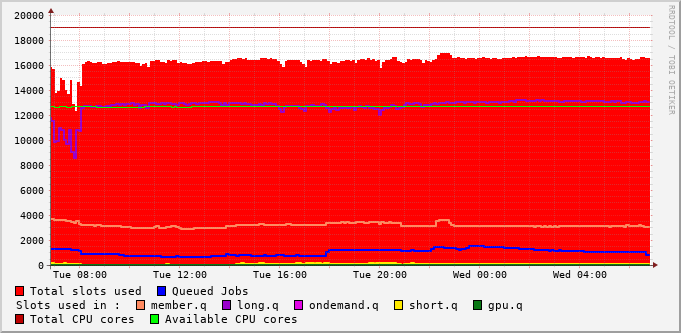 20000
18000
16000
14000
12000
10000
8000
6000
4000
2000
0
Tue 08:00 Tue 12:00 Tue 16:00 Tue 20:00 Wed 00:00 Wed 04:00
RRDTOOL / TOBI OETIKER
Total slots used Queued Jobs
Slots used in : member.q long.q ondemand.q short.q gpu.q
Total CPU cores Available CPU cores